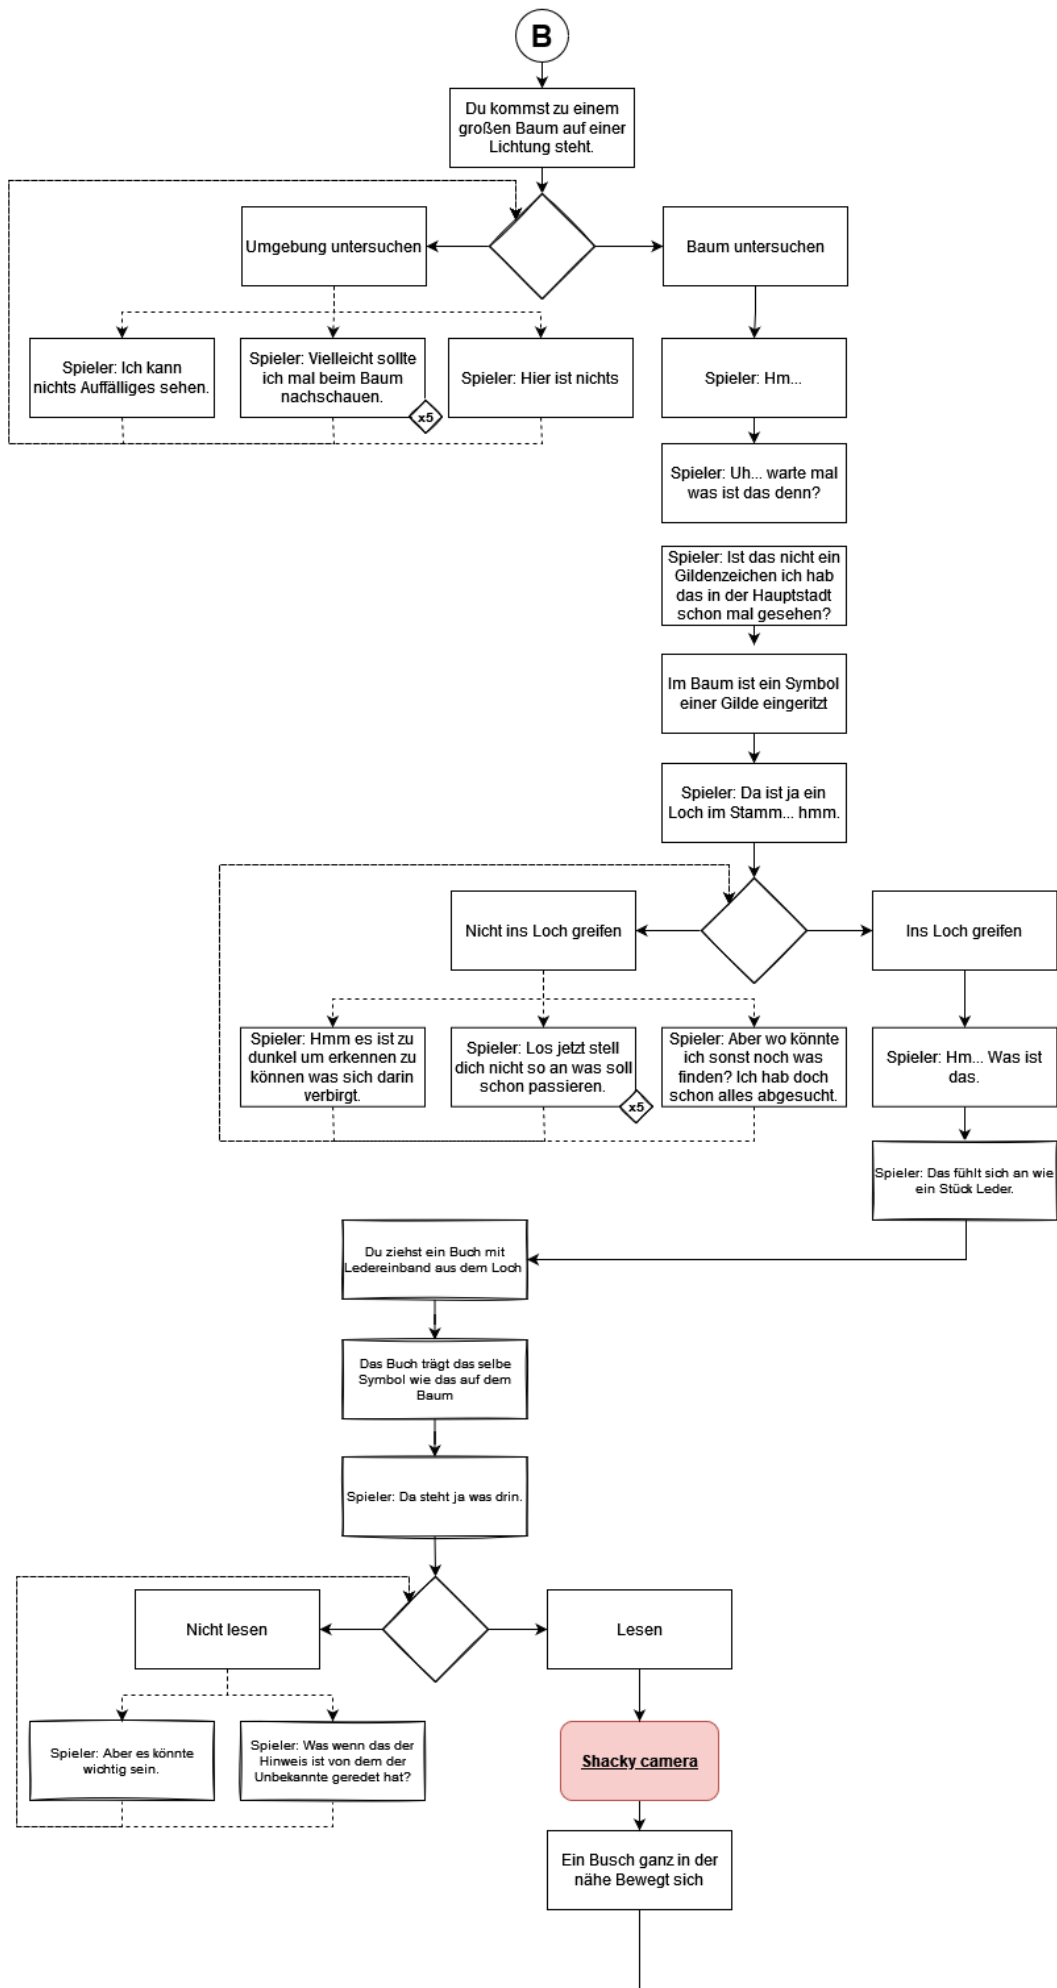 B
Du kommst zu einem
großen Baum auf einer
Lichtung steht.
Umgebung untersuchen
Baum untersuchen
Spieler: Ich kann
nichts Auffälliges sehen.
Spieler: Vielleicht sollte
ich mal beim Baum
nachschauen.
x5
Spieler: Hier ist nichts
Spieler: Hm...
Spieler: Uh... warte mal
was ist das denn?
Spieler: Ist das nicht ein
Gildenzeichen ich hab
das in der Hauptstadt
schon mal gesehen?
Im Baum ist ein Symbol
einer Gilde eingeritzt
Spieler: Da ist ja ein
Loch im Stamm... hmm.
Nicht ins Loch greifen
Ins Loch greifen
Spieler: Hmm es ist zu
dunkel um erkennen zu
können was sich darin
verbirgt.
Spieler: Los jetzt stell
dich nicht so an was soll
schon passieren.
x5
Spieler: Aber wo könnte
ich sonst noch was
finden? Ich hab doch
schon alles abgesucht.
Spieler: Hm... Was ist
das.
Spieler: Das fühlt sich an wie
ein Stück Leder.
Du ziehst ein Buch mit
Ledereinband aus dem Loch
Das Buch trägt das selbe
Symbol wie das auf dem
Baum
Spieler: Da steht ja was drin.
Nicht lesen
Lesen
Spieler: Aber es könnte
wichtig sein.
Spieler: Was wenn das der
Hinweis ist von dem der
Unbekannte geredet hat?
Shacky camera
Ein Busch ganz in der
nähe Bewegt sich